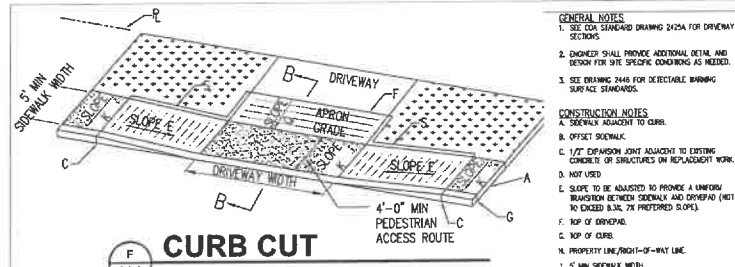 PL
5' MIN
SIDEWALK WIDTH
SLOPE
K
SLOPE E
C
B
DRIVEWAY
SLOPE
G
APRON
GRADE
F
S
SLOPE
K
SLOPE E
SLOPE
K
A
G
C
DRIVEWAY WIDTH
B
4'-0" MIN
PEDESTRIAN
ACCESS ROUTE
F
CURB CUT
GENERAL NOTES
1. SEE COA STANDARD DRAWING 2425A FOR DRIVEWAY
SECTIONS.
2. ENGINEER SHALL PROVIDE ADDITIONAL DETAIL AND
DESIGN FOR SITE SPECIFIC CONDITIONS AS NEEDED.
3. SEE DRAWING 2446 FOR DETECTABLE WARNING
SURFACE STANDARDS.
CONSTRUCTION NOTES
A. SIDEWALK ADJACENT TO CURB.
B. OFFSET SIDEWALK.
C. 1/2" EXPANSION JOINT ADJACENT TO EXISTING
CONCRETE OR STRUCTURES ON REPLACEMENT WORK.
D. NOT USED
E. SLOPE TO BE ADJUSTED TO PROVIDE A UNIFORM
TRANSITION BETWEEN SIDEWALK AND DRIVEPAD (NOT
TO EXCEED 8.3%, 7% PREFERRED SLOPE).
F. TOP OF DRIVEPAD.
G. TOP OF CURB.
H. PROPERTY LINE/RIGHT-OF-WAY LINE.
5' MIN SIDEWALK WIDTH